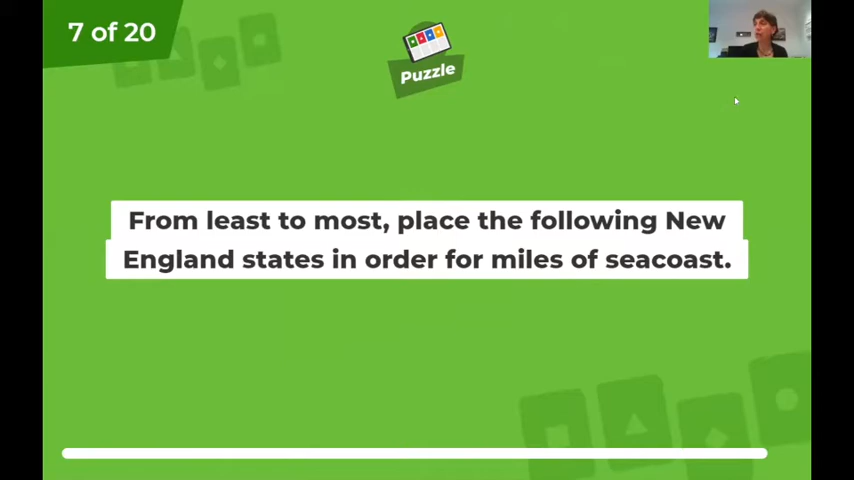 7 of 20
Puzzle
From least to most, place the following New
England states in order for miles of seacoast.